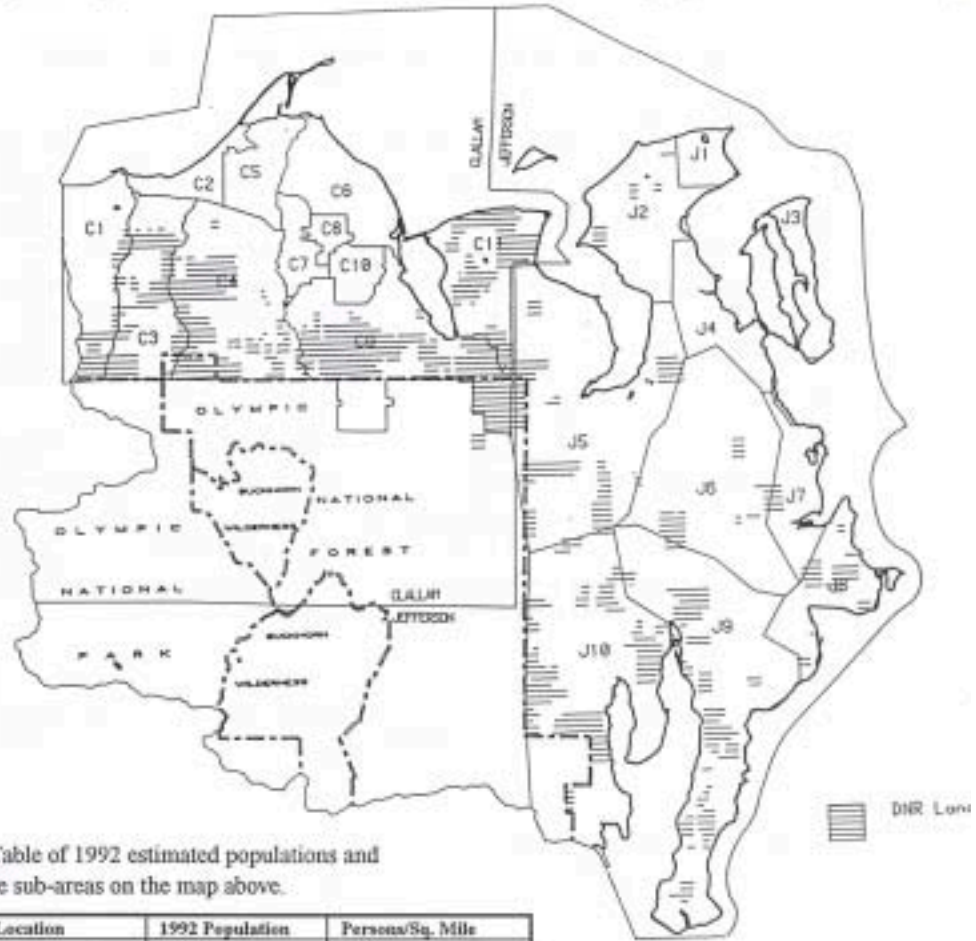 CLALLAM
JEFFERSON
J1
C2
C5
J2
C6
J3
C1
C8
C1
C7
C10
C4
J4
C3
C9
OLYMPIC
J5
BUCKHORN
NATIONAL
J6
J7
OLYMPIC
WILDERNESS
FOREST
NATIONAL
CLALLAM
J8
JEFFERSON
BUCKHORN
J9
PARK
J10
WILDERNESS
DNR Lan
Table of 1992 estimated populations and
e sub-areas on the map above.
Location 1992 Population Persons/Sq. Mile